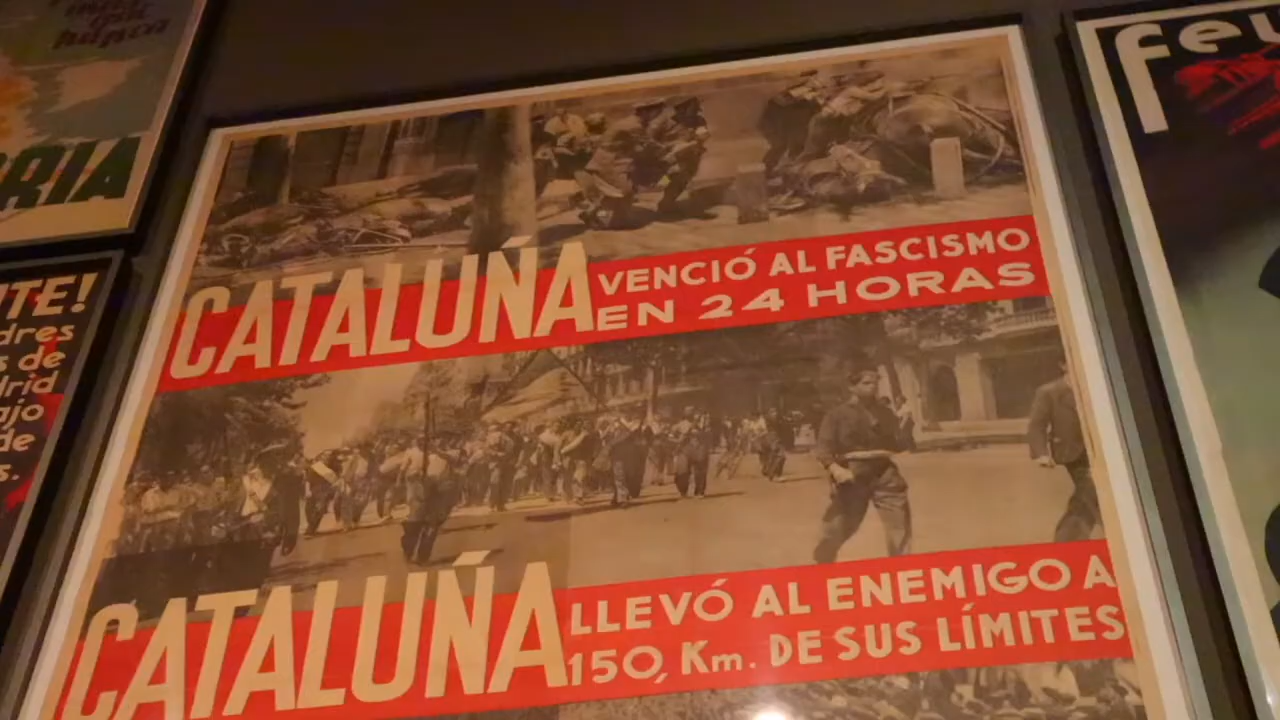 RIA
TE!
dres
s de
drid
ajo
de
s.
CATALUÑA VENCIÓ AL FASCISMO
EN 24 HORAS
CATALUÑA LLEVÓ AL ENEMIGO A
150, Km. DE SUS LÍMITES
feu